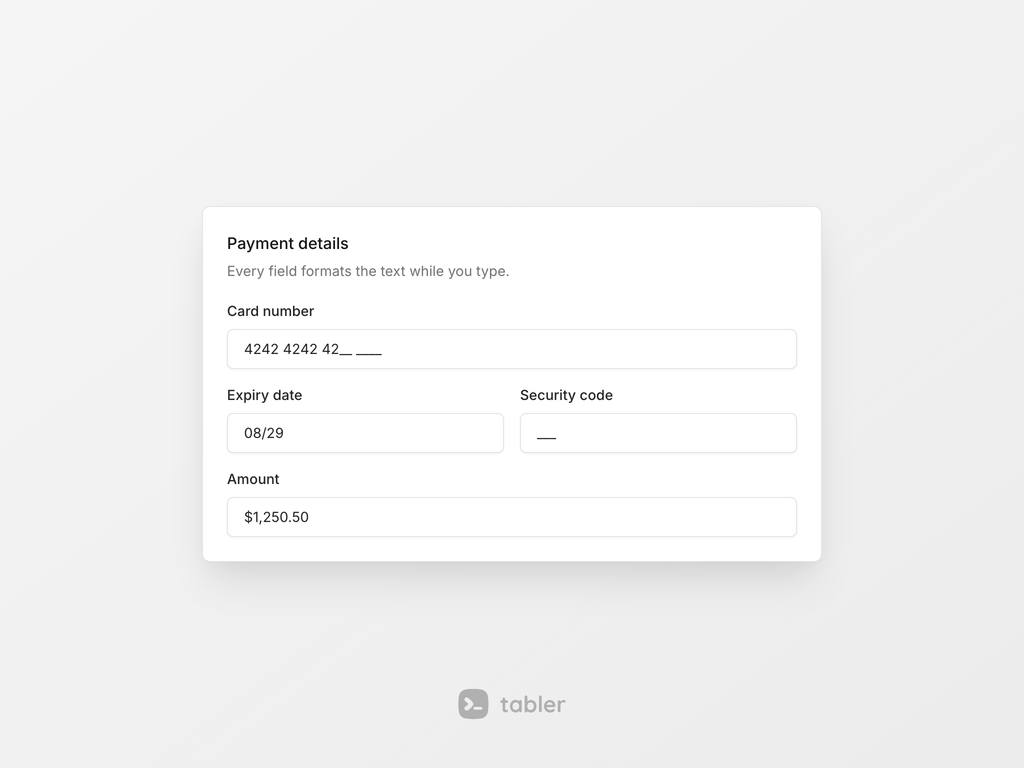 Payment details
Every field formats the text while you type.
Card number
4242 4242 42__ ____
Expiry date
Security code
08/29
___
Amount
$1,250.50
tabler